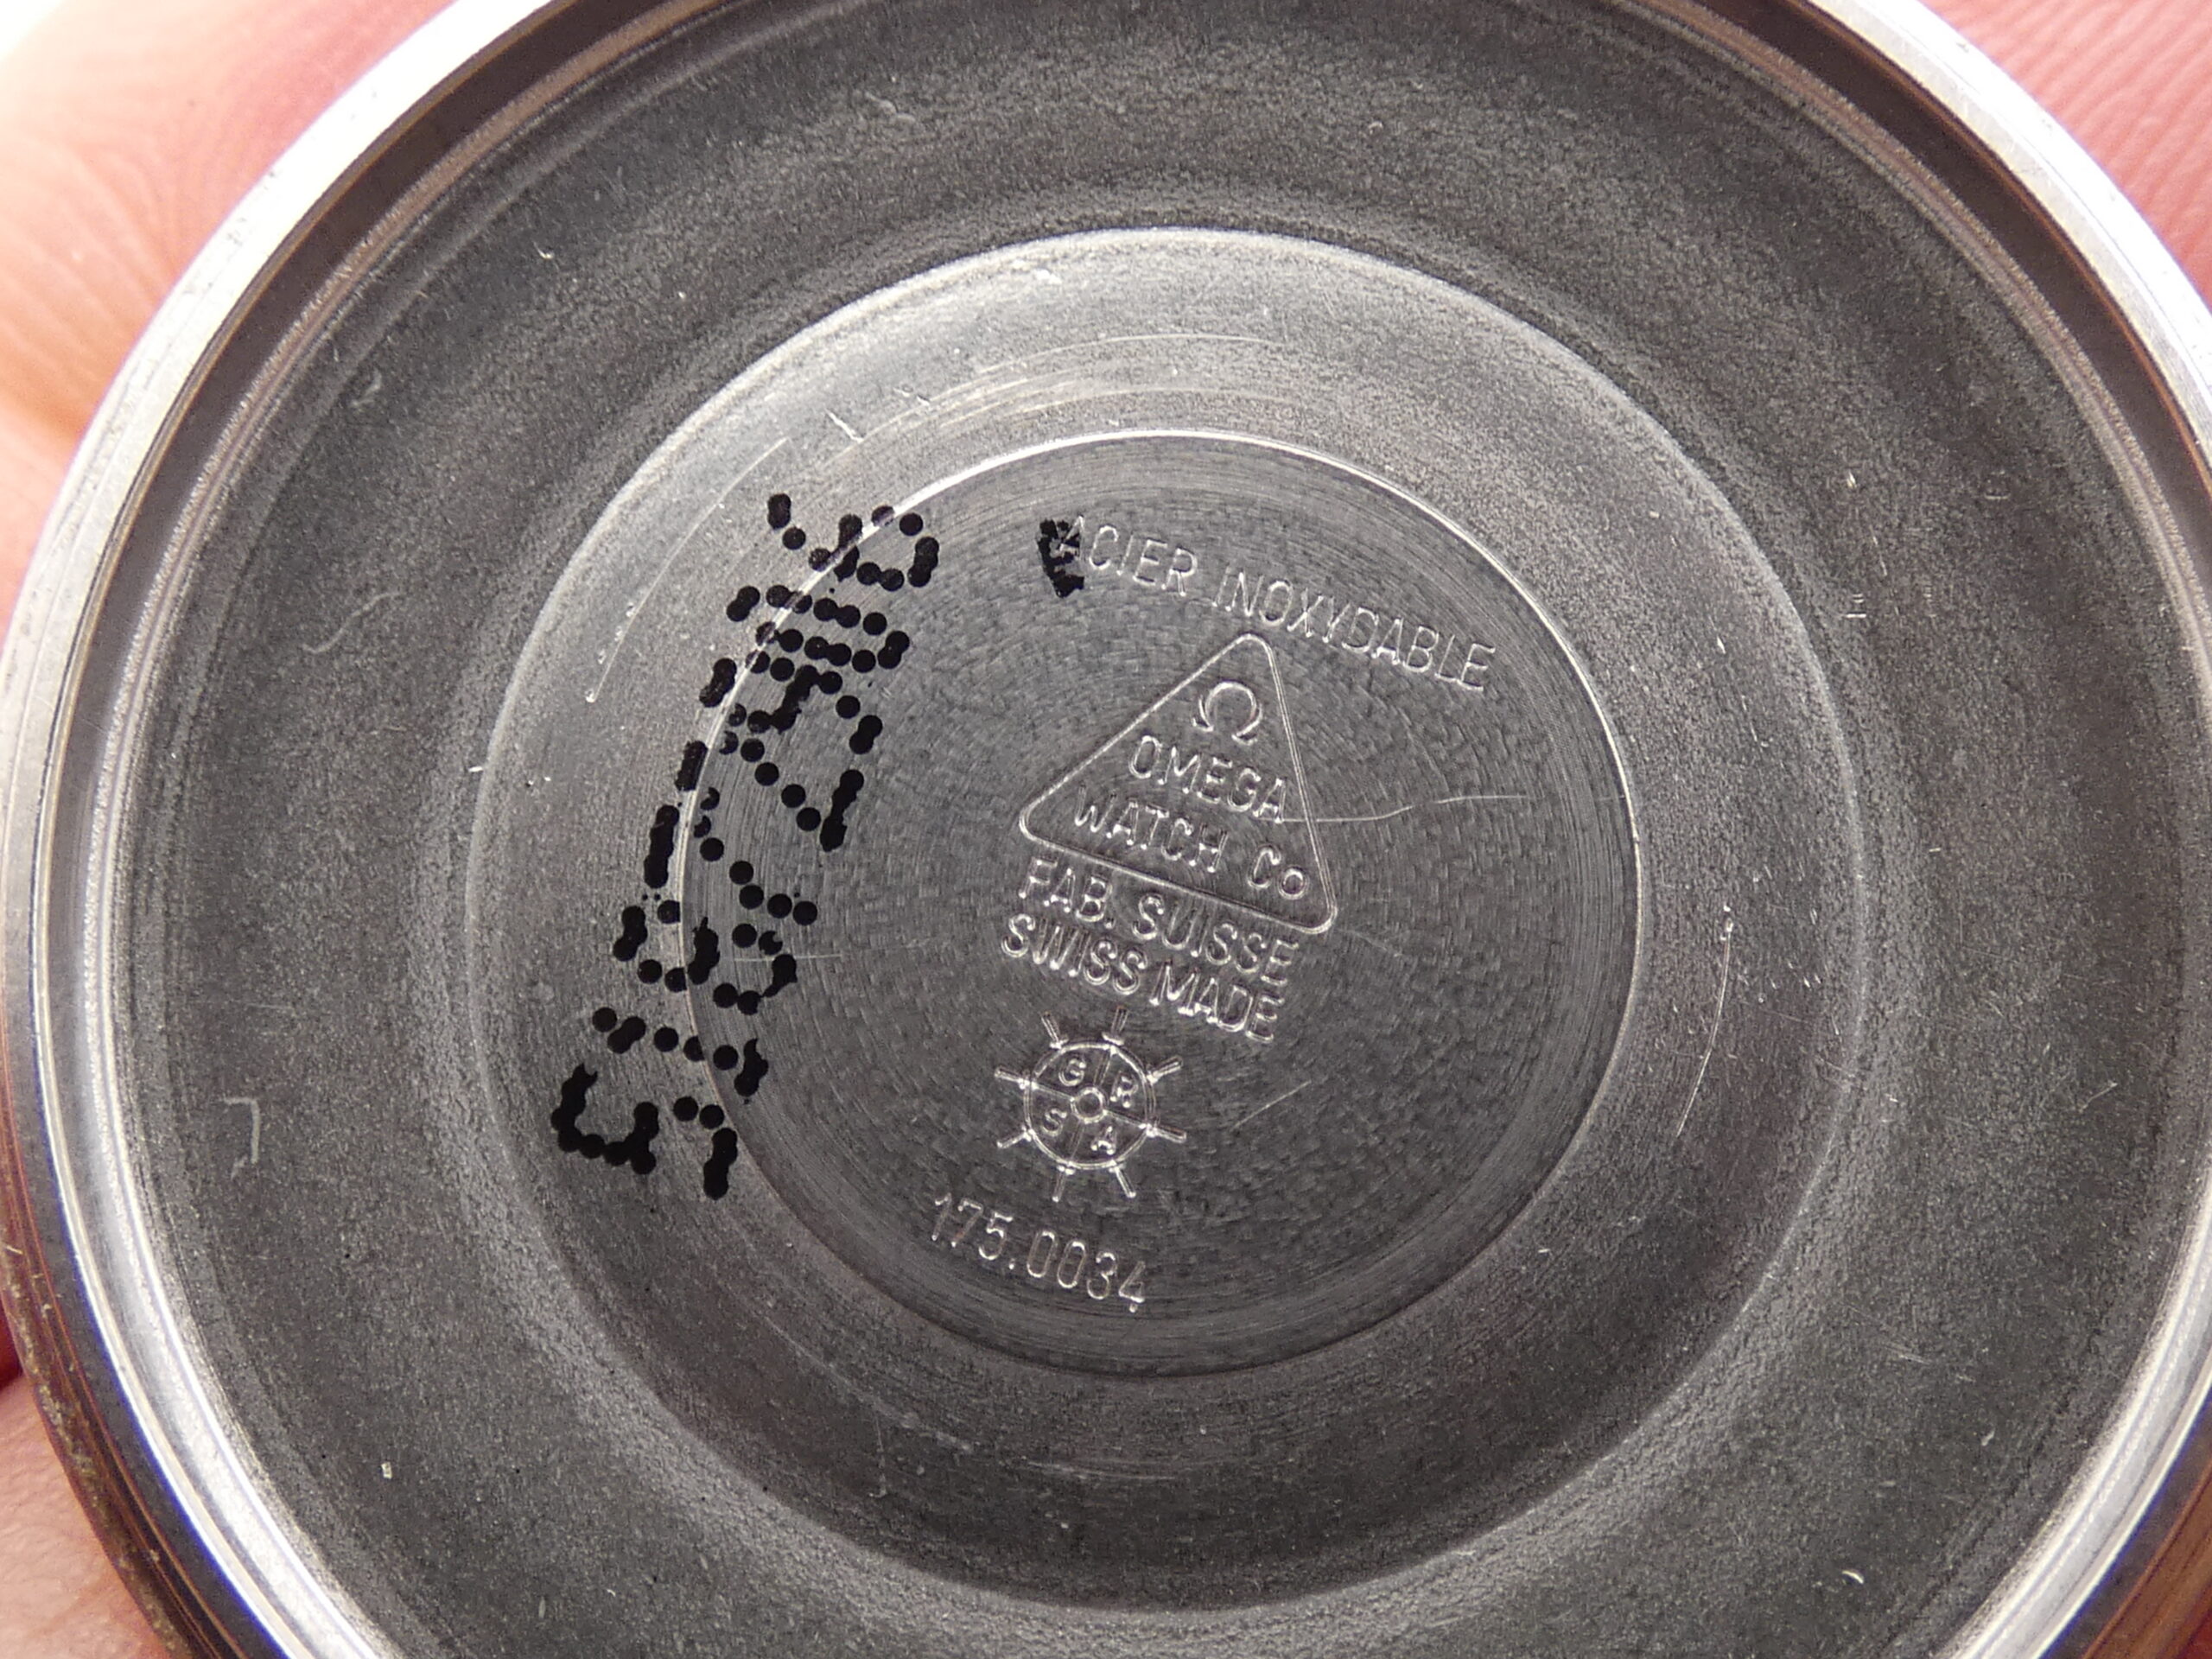 ACIER INOXYDABLE
Ω
OMEGA
WATCH Co
FAB. SUISSE
SWISS MADE
G R
S A
175.0034